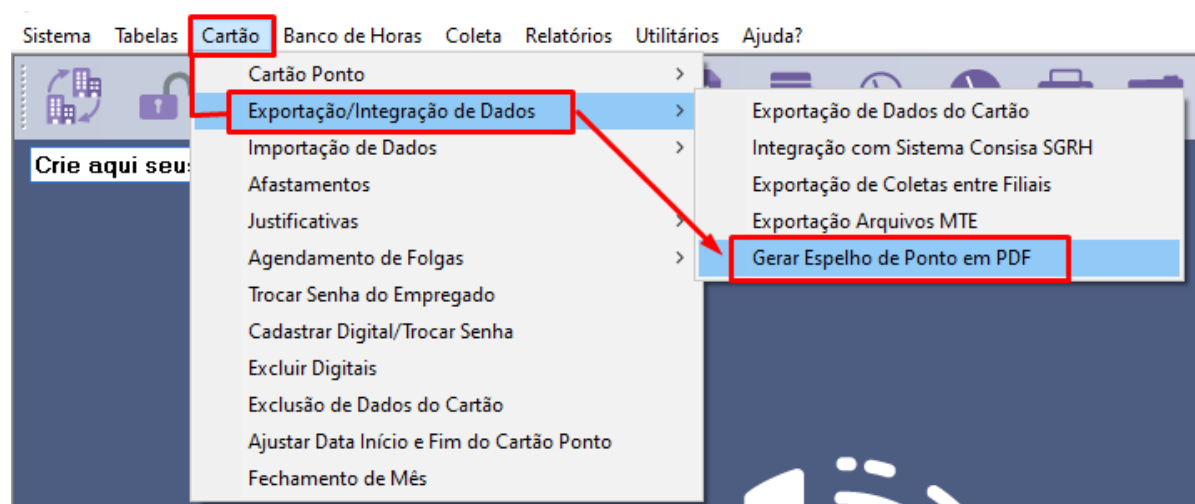 Sistema Tabelas Cartão Banco de Horas Coleta Relatórios Utilitários Ajuda?
Crie aqui seus
Cartão Ponto
Exportação/Integração de Dados
Importação de Dados
Afastamentos
Justificativas
Agendamento de Folgas
Trocar Senha do Empregado
Cadastrar Digital/Trocar Senha
Excluir Digitais
Exclusão de Dados do Cartão
Ajustar Data Início e Fim do Cartão Ponto
Fechamento de Mês
Exportação de Dados do Cartão
Integração com Sistema Consisa SGRH
Exportação de Coletas entre Filiais
Exportação Arquivos MTE
Gerar Espelho de Ponto em PDF